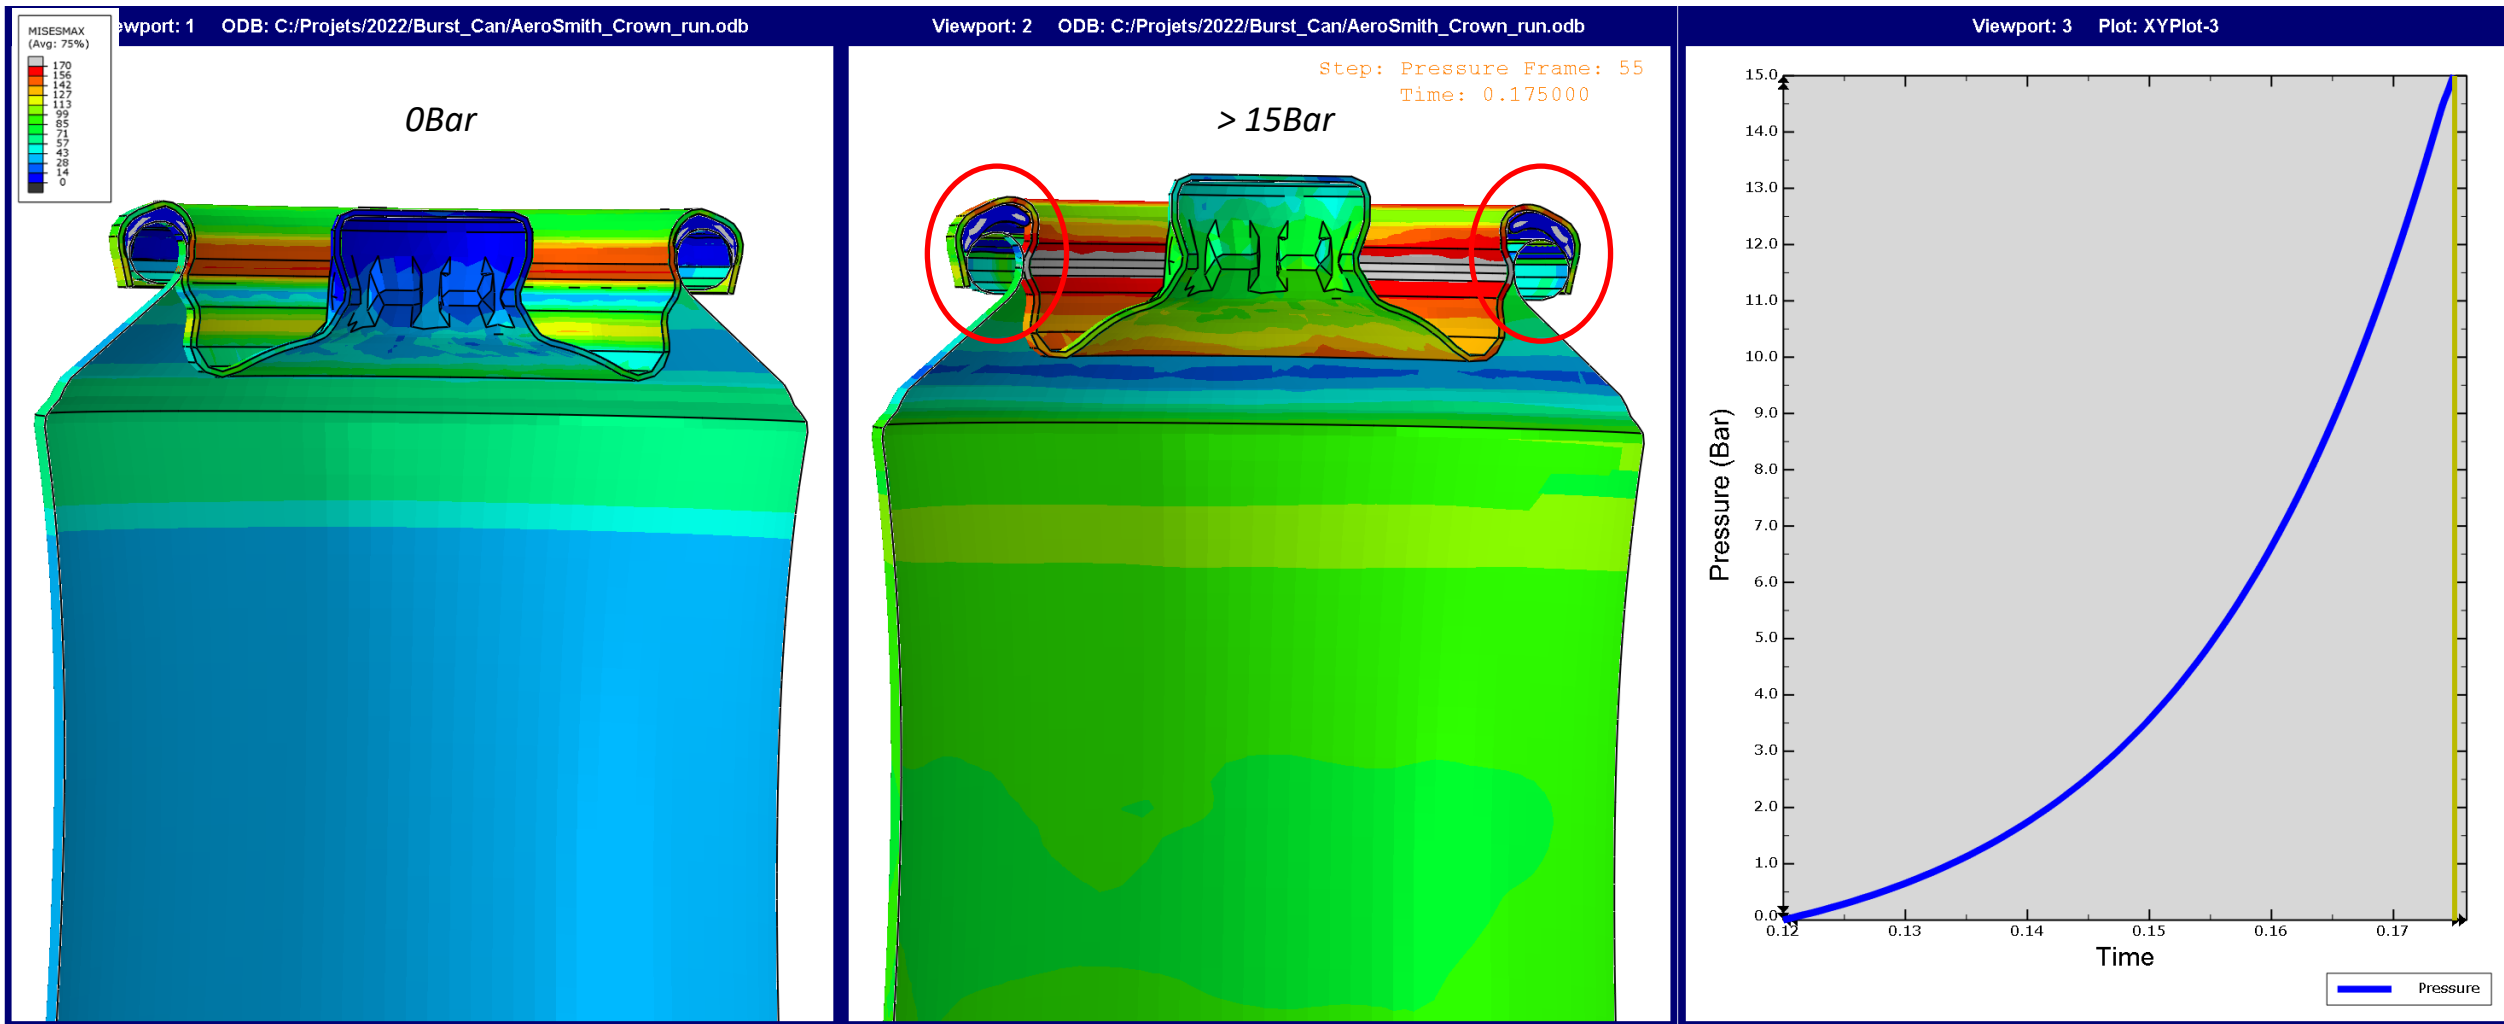 ewport: 1 ODB: C:/Projets/2022/Burst_Can/AeroSmith_Crown_run.odb
MISESMAX
(Avg: 75%)
170
156
142
127
113
99
85
71
57
43
28
14
0
0Bar
Viewport: 2 ODB: C:/Projets/2022/Burst_Can/AeroSmith_Crown_run.odb
Step: Pressure Frame: 55
Time: 0.175000
> 15Bar
Viewport: 3 Plot: XYPlot-3
15.0
14.0
13.0
12.0
11.0
10.0
9.0
8.0
7.0
6.0
5.0
4.0
3.0
2.0
1.0
0.0
Pressure (Bar)
0.12 0.13 0.14 0.15 0.16 0.17
Time
Pressure